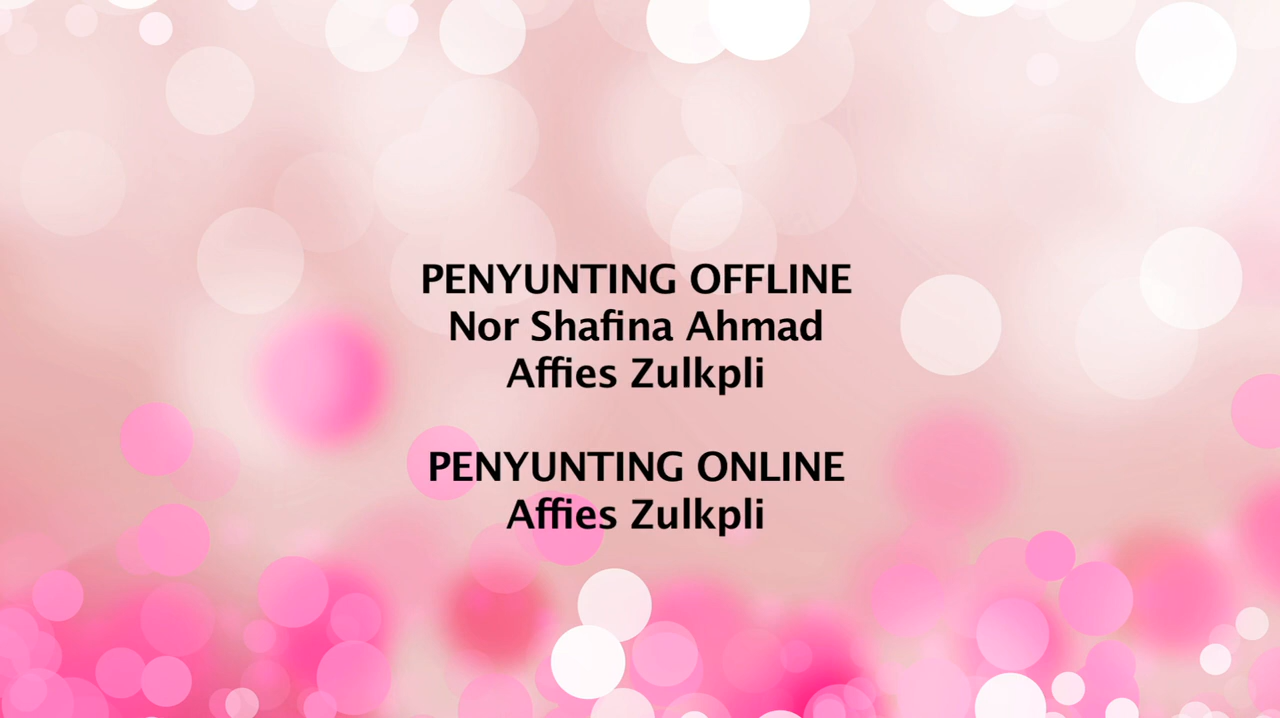 PENYUNTING OFFLINE
Nor Shafina Ahmad
Affies Zulkpli
PENYUNTING ONLINE
Affies Zulkpli